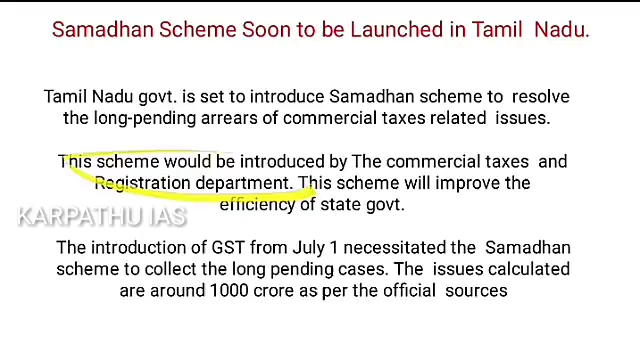 Samadhan Scheme Soon to be Launched in Tamil Nadu.
Tamil Nadu govt. is set to introduce Samadhan scheme to resolve
the long-pending arrears of commercial taxes related issues.
This scheme would be introduced by The commercial taxes and
Registration department. This scheme will improve the
efficiency of state govt.
KARPATHU IAS
The introduction of GST from July 1 necessitated the Samadhan
scheme to collect the long pending cases. The issues calculated
are around 1000 crore as per the official sources